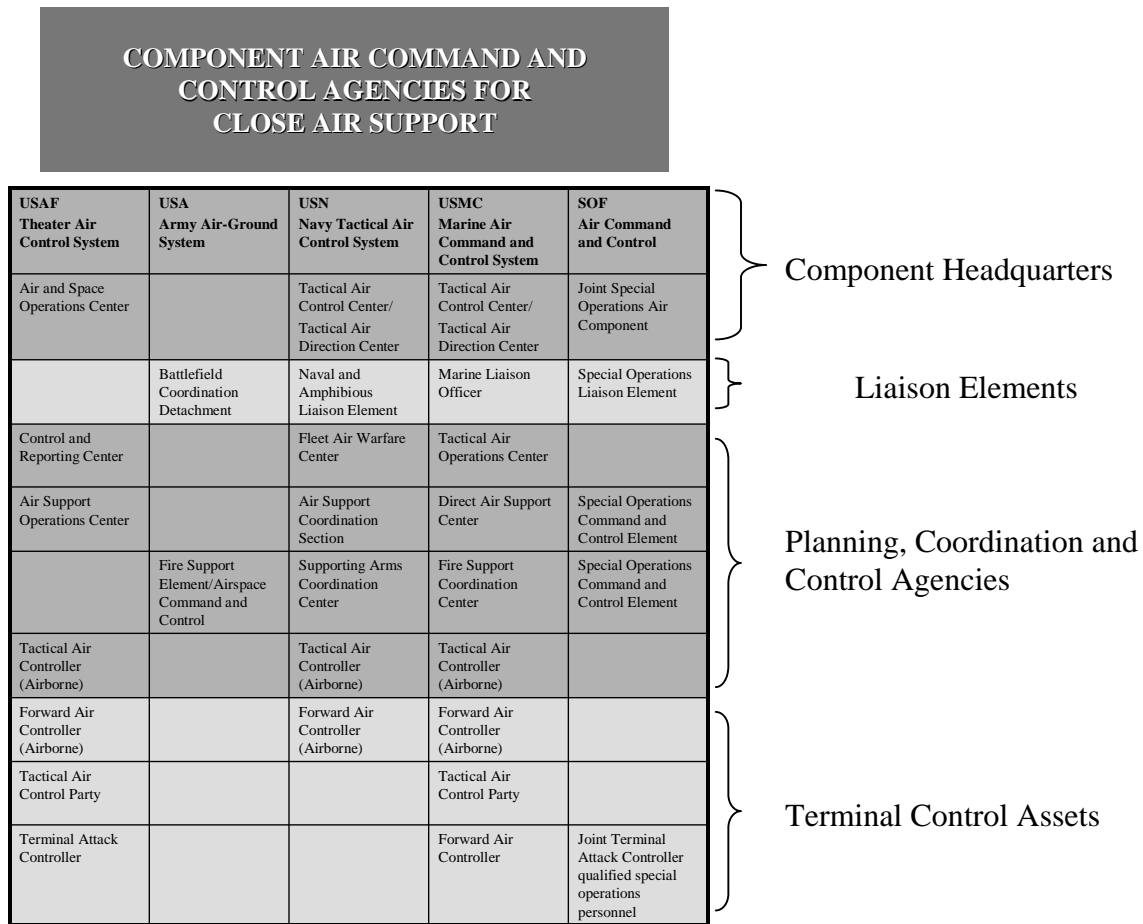 COMPONENT AIR COMMAND AND
CONTROL AGENCIES FOR
CLOSE AIR SUPPORT
USAF
Theater Air
Control System
USA
Army Air-Ground
System
USN
Navy Tactical Air
Control System
USMC
Marine Air
Command and
Control System
SOF
Air Command
and Control
Air and Space
Operations Center
Tactical Air
Control Center/
Tactical Air
Direction Center
Tactical Air
Control Center/
Tactical Air
Direction Center
Joint Special
Operations Air
Component
Component Headquarters
Battlefield
Coordination
Detachment
Naval and
Amphibious
Liaison Element
Marine Liaison
Officer
Special Operations
Liaison Element
Liaison Elements
Control and
Reporting Center
Fleet Air Warfare
Center
Tactical Air
Operations Center
Air Support
Operations Center
Air Support
Coordination
Section
Direct Air Support
Center
Special Operations
Command and
Control Element
Fire Support
Element/Airspace
Command and
Control
Supporting Arms
Coordination
Center
Fire Support
Coordination
Center
Special Operations
Command and
Control Element
Tactical Air
Controller
(Airborne)
Tactical Air
Controller
(Airborne)
Tactical Air
Controller
(Airborne)
Planning, Coordination and
Control Agencies
Forward Air
Controller
(Airborne)
Forward Air
Controller
(Airborne)
Forward Air
Controller
(Airborne)
Tactical Air
Control Party
Tactical Air
Control Party
Terminal Attack
Controller
Forward Air
Controller
Joint Terminal
Attack Controller
qualified special
operations
personnel
Terminal Control Assets